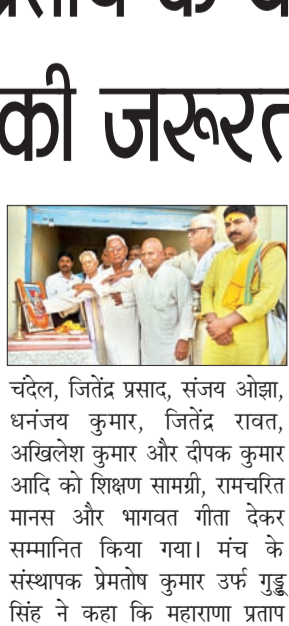 की जरूरत
चंदेल, जितेंद्र प्रसाद, संजय ओझा,
धनंजय कुमार, जितेंद्र रावत,
अखिलेश कुमार और दीपक कुमार
आदि को शिक्षण सामग्री, रामचरित
मानस और भागवत गीता देकर
सम्मानित किया गया। मंच के
संस्थापक प्रेमतोष कुमार उर्फ गुड्डू
सिंह ने कहा कि महाराणा प्रताप